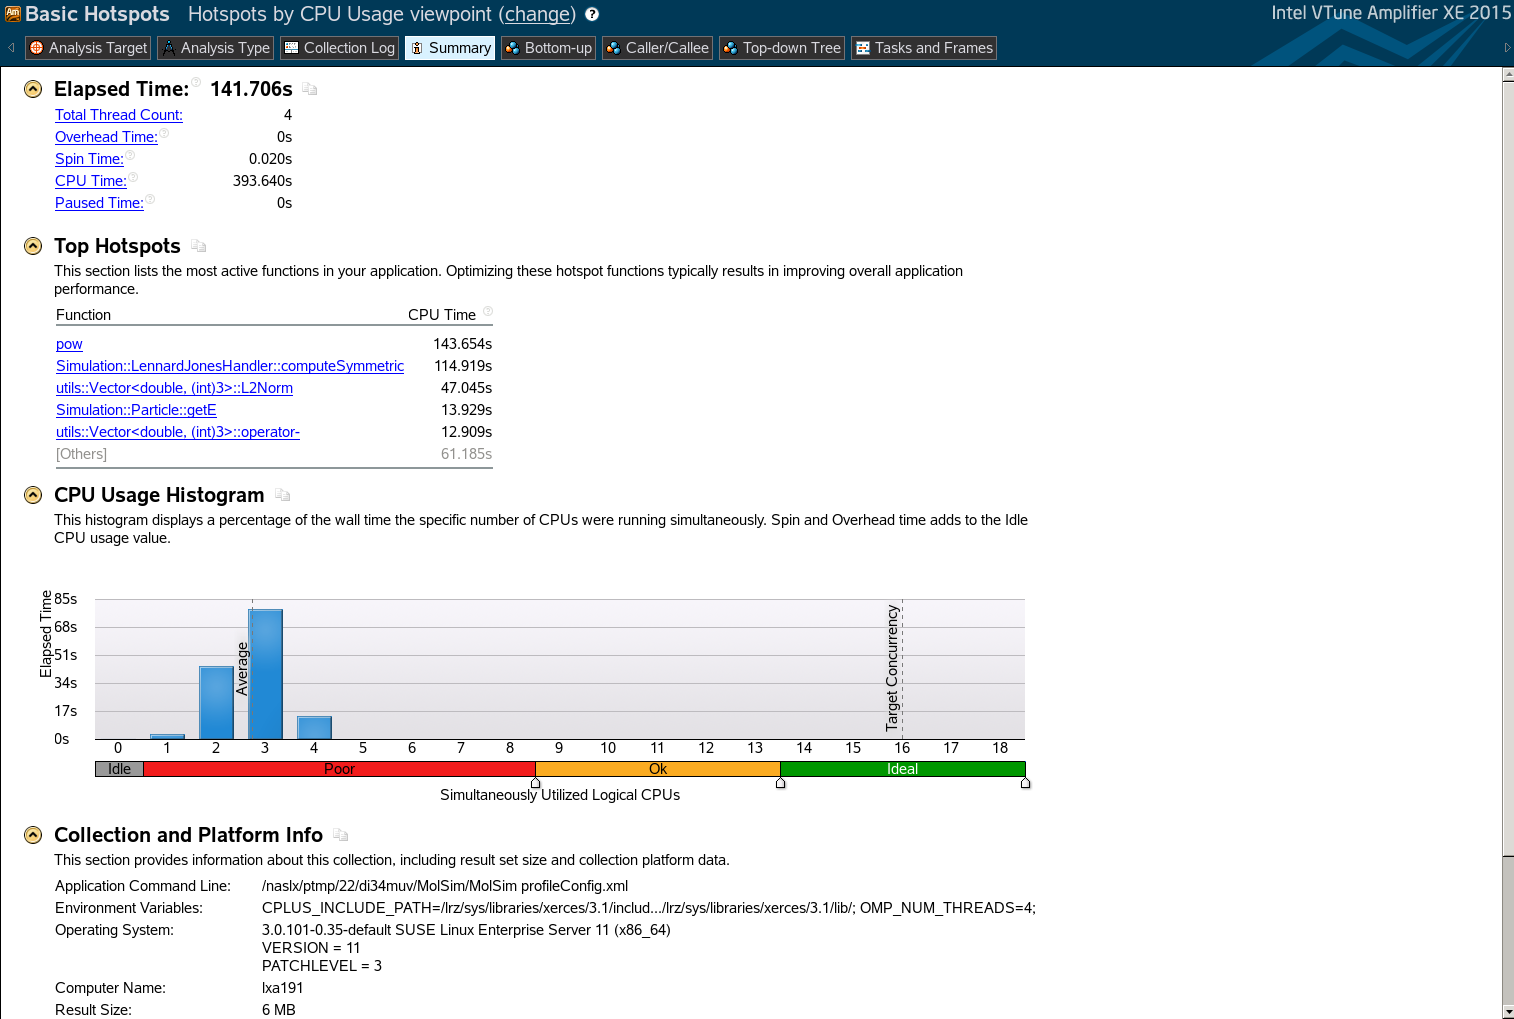 Basic Hotspots Hotspots by CPU Usage viewpoint (change) ?
Intel VTune Amplifier XE 2015
Analysis Target Analysis Type Collection Log Summary Bottom-up Caller/Callee Top-down Tree Tasks and Frames
Elapsed Time: 141.706s
Total Thread Count: 4
Overhead Time: 0s
Spin Time: 0.020s
CPU Time: 393.640s
Paused Time: 0s
Top Hotspots
This section lists the most active functions in your application. Optimizing these hotspot functions typically results in improving overall application
performance.
Function CPU Time
pow 143.654s
Simulation::LennardJonesHandler::computeSymmetric 114.919s
utils::Vector<double, (int)3>::L2Norm 47.045s
Simulation::Particle::getE 13.929s
utils::Vector<double, (int)3>::operator- 12.909s
[Others] 61.185s
CPU Usage Histogram
This histogram displays a percentage of the wall time the specific number of CPUs were running simultaneously. Spin and Overhead time adds to the Idle
CPU usage value.
Elapsed Time
85s
68s
51s
34s
17s
0s
Average
Target Concurrency
0 1 2 3 4 5 6 7 8 9 10 11 12 13 14 15 16 17 18
Idle Poor Ok Ideal
Simultaneously Utilized Logical CPUs
Collection and Platform Info
This section provides information about this collection, including result set size and collection platform data.
Application Command Line: /naslx/ptmp/22/di34muv/MolSim/MolSim profileConfig.xml
Environment Variables: CPLUS_INCLUDE_PATH=/lrz/sys/libraries/xerces/3.1/includ.../lrz/sys/libraries/xerces/3.1/lib/; OMP_NUM_THREADS=4;
Operating System: 3.0.101-0.35-default SUSE Linux Enterprise Server 11 (x86_64)
VERSION = 11
PATCHLEVEL = 3
Computer Name: lxa191
Result Size: 6 MB